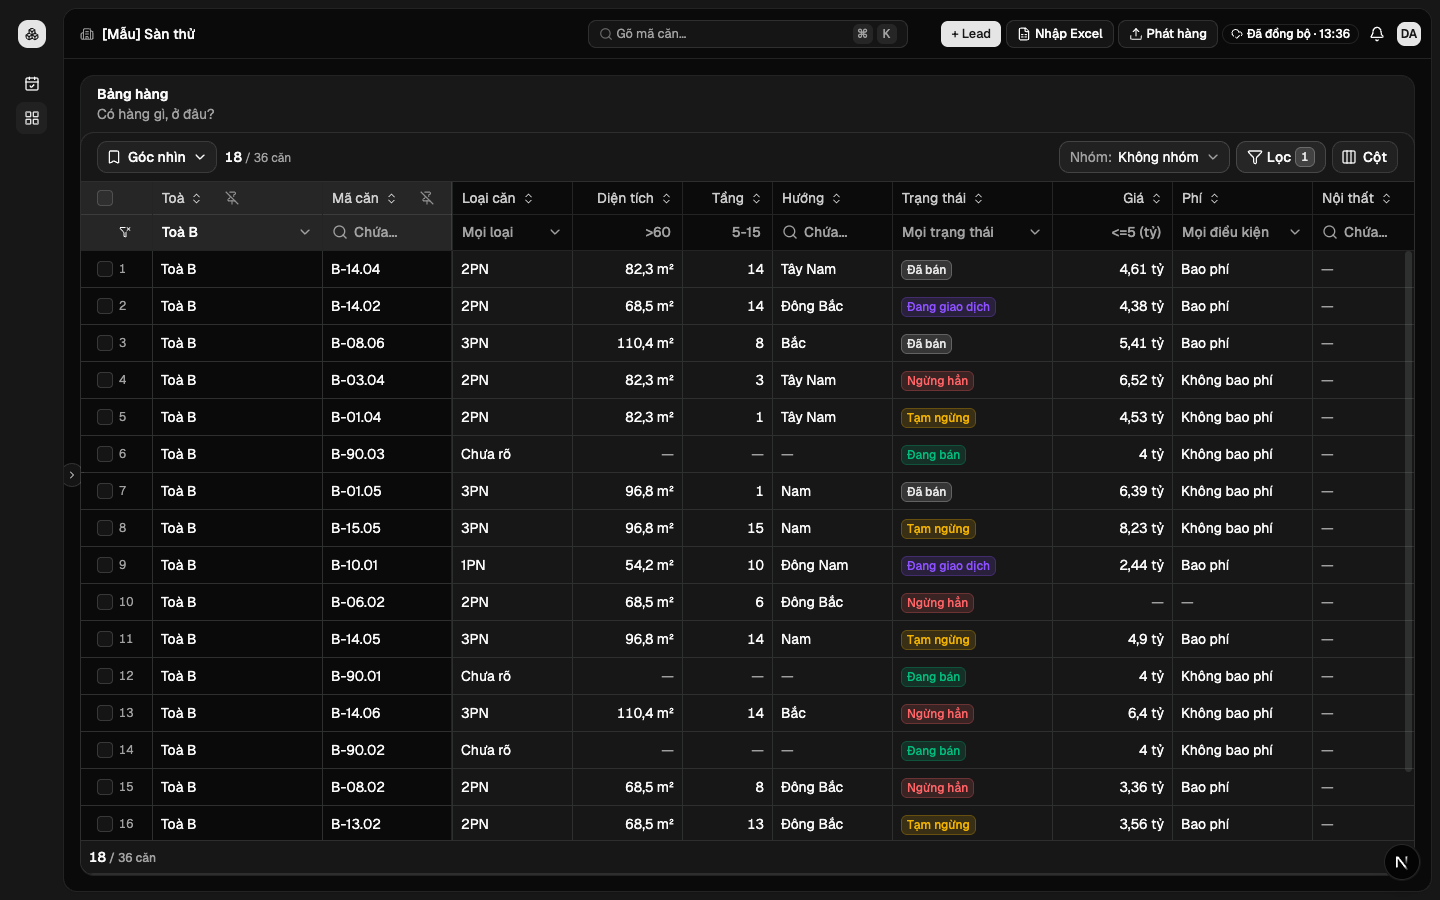 [Mẫu] Sàn thử
Gõ mã căn... ⌘ K
+ Lead
Nhập Excel
Phát hàng
Đã đồng bộ · 13:36
DA
Bảng hàng
Có hàng gì, ở đâu?
Góc nhìn 18 / 36 căn
Nhóm: Không nhóm
Lọc 1
Cột
Toà Mã căn Loại căn Diện tích Tầng Hướng Trạng thái Giá Phí Nội thất
Toà B Chứa... Mọi loại >60 5-15 Chứa... Mọi trạng thái <=5 (tỷ) Mọi điều kiện Chứa...
1 Toà B B-14.04 2PN 82,3 m² 14 Tây Nam Đã bán 4,61 tỷ Bao phí —
2 Toà B B-14.02 2PN 68,5 m² 14 Đông Bắc Đang giao dịch 4,38 tỷ Bao phí —
3 Toà B B-08.06 3PN 110,4 m² 8 Bắc Đã bán 5,41 tỷ Bao phí —
4 Toà B B-03.04 2PN 82,3 m² 3 Tây Nam Ngừng hẳn 6,52 tỷ Không bao phí —
5 Toà B B-01.04 2PN 82,3 m² 1 Tây Nam Tạm ngừng 4,53 tỷ Không bao phí —
6 Toà B B-90.03 Chưa rõ — — — Đang bán 4 tỷ Không bao phí —
7 Toà B B-01.05 3PN 96,8 m² 1 Nam Đã bán 6,39 tỷ Không bao phí —
8 Toà B B-15.05 3PN 96,8 m² 15 Nam Tạm ngừng 8,23 tỷ Không bao phí —
9 Toà B B-10.01 1PN 54,2 m² 10 Đông Nam Đang giao dịch 2,44 tỷ Bao phí —
10 Toà B B-06.02 2PN 68,5 m² 6 Đông Bắc Ngừng hẳn — — —
11 Toà B B-14.05 3PN 96,8 m² 14 Nam Tạm ngừng 4,9 tỷ Bao phí —
12 Toà B B-90.01 Chưa rõ — — — Đang bán 4 tỷ Không bao phí —
13 Toà B B-14.06 3PN 110,4 m² 14 Bắc Ngừng hẳn 6,4 tỷ Không bao phí —
14 Toà B B-90.02 Chưa rõ — — — Đang bán 4 tỷ Không bao phí —
15 Toà B B-08.02 2PN 68,5 m² 8 Đông Bắc Ngừng hẳn 3,36 tỷ Bao phí —
16 Toà B B-13.02 2PN 68,5 m² 13 Đông Bắc Tạm ngừng 3,56 tỷ Bao phí —
18 / 36 căn
N